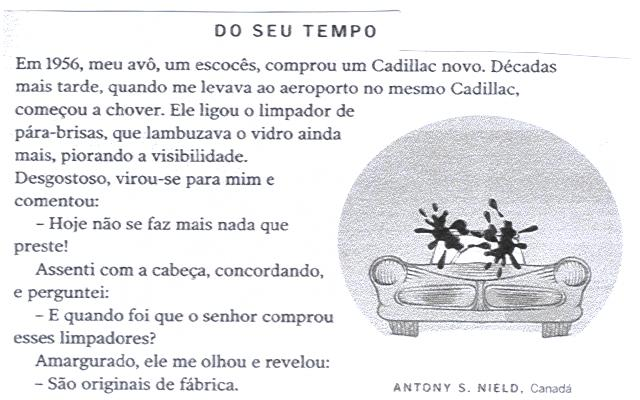 DO SEU TEMPO
Em 1956, meu avô, um escocês, comprou um Cadillac novo. Décadas
mais tarde, quando me levava ao aeroporto no mesmo Cadillac,
começou a chover. Ele ligou o limpador de
pára-brisas, que lambuzava o vidro ainda
mais, piorando a visibilidade.
Desgostoso, virou-se para mim e
comentou:
– Hoje não se faz mais nada que
preste!
Assenti com a cabeça, concordando,
e perguntei:
– E quando foi que o senhor comprou
esses limpadores?
Amargurado, ele me olhou e revelou:
– São originais de fábrica.
ANTONY S. NIELD, Canadá